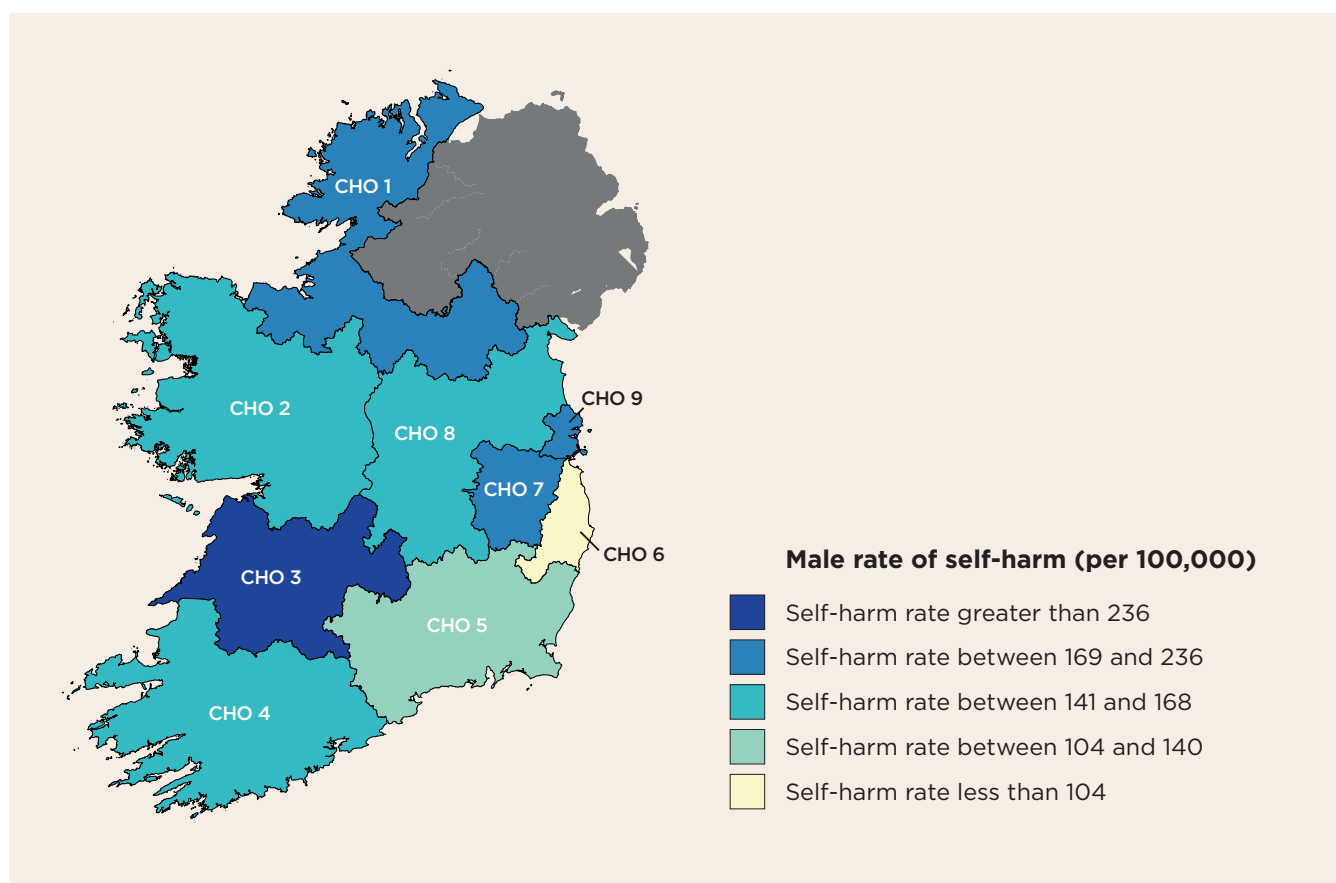 CHO 1
CHO 9
CHO 2
CHO 8
CHO 7
CHO 6
CHO 3
CHO 5
CHO 4
Male rate of self-harm (per 100,000)
Self-harm rate greater than 236
Self-harm rate between 169 and 236
Self-harm rate between 141 and 168
Self-harm rate between 104 and 140
Self-harm rate less than 104